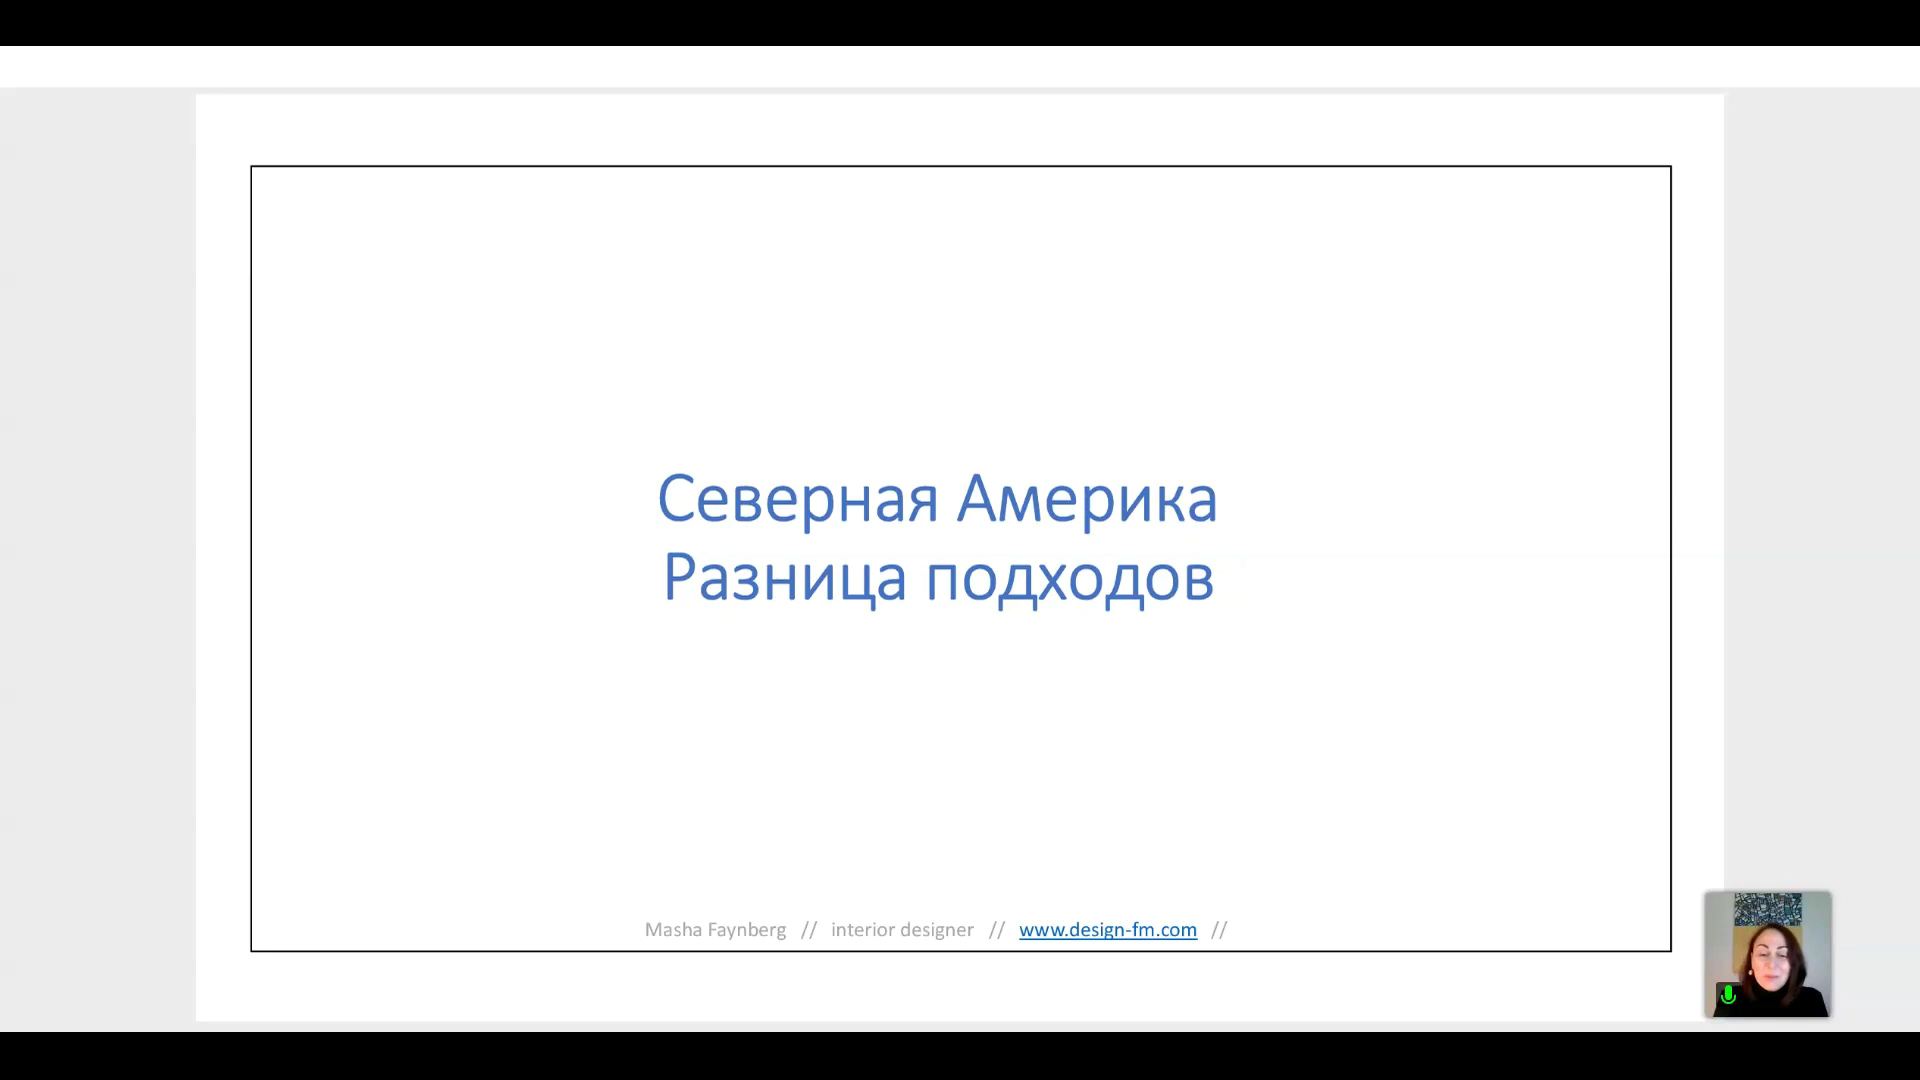 Северная Америка
Разница подходов
Masha Faynberg // interior designer // www.design-fm.com //